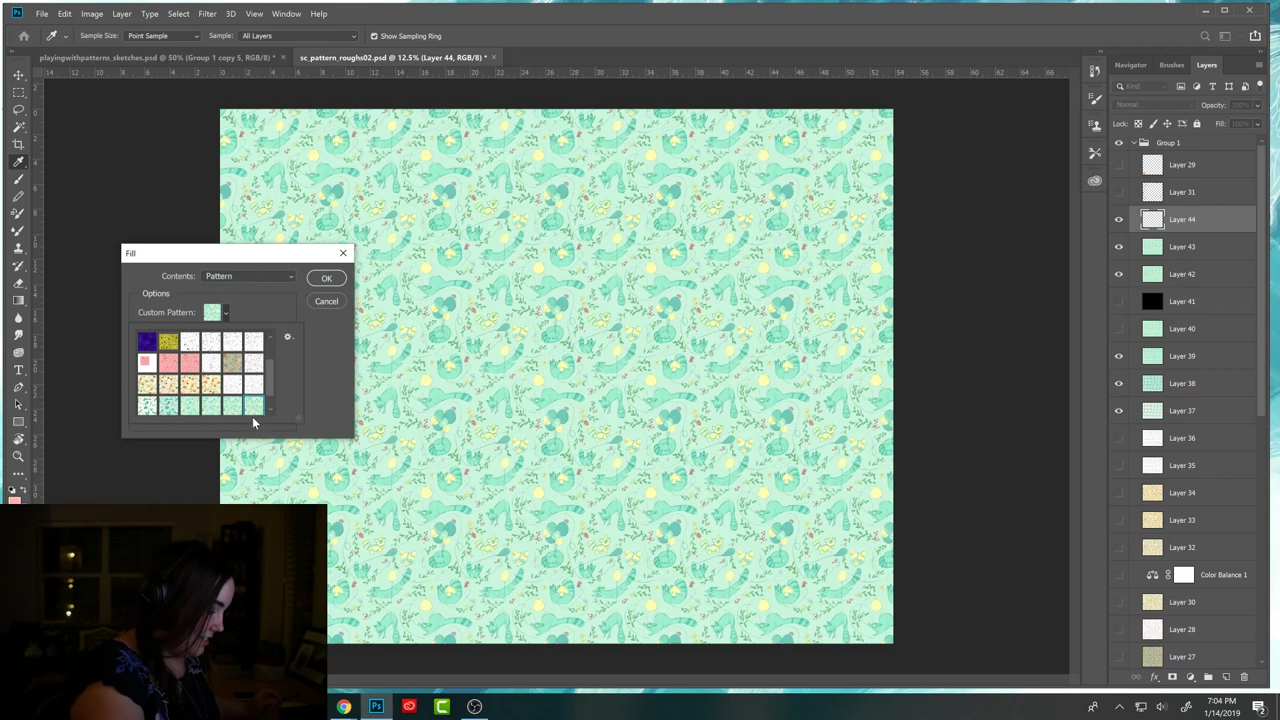 Ps File Edit Image Layer Type Select Filter 3D View Window Help
Sample Size: Point Sample Sample: All Layers Show Sampling Ring
playingwithpatterns_sketches.psd @ 50% (Group 1 copy 5, RGB/8) * × sc_pattern_roughs02.psd @ 12.5% (Layer 44, RGB/8) * ×
Navigator Brushes Layers
Kind
Normal Opacity: 100%
Lock: Fill: 100%
Group 1
Layer 29
Layer 31
Layer 44
Layer 43
Layer 42
Layer 41
Layer 40
Layer 39
Layer 38
Layer 37
Layer 36
Layer 35
Layer 34
Layer 33
Layer 32
Color Balance 1
Layer 30
Layer 28
Layer 27
Fill
Contents: Pattern OK
Options
Cancel
Custom Pattern:
Ps
7:04 PM
1/14/2019
2